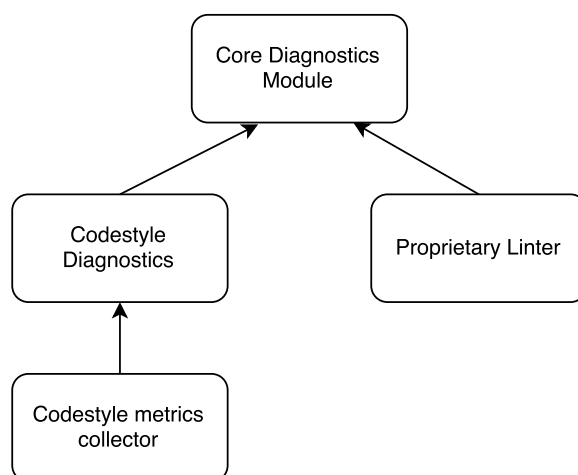 Core Diagnostics
Module
Codestyle
Diagnostics
Proprietary Linter
Codestyle metrics
collector